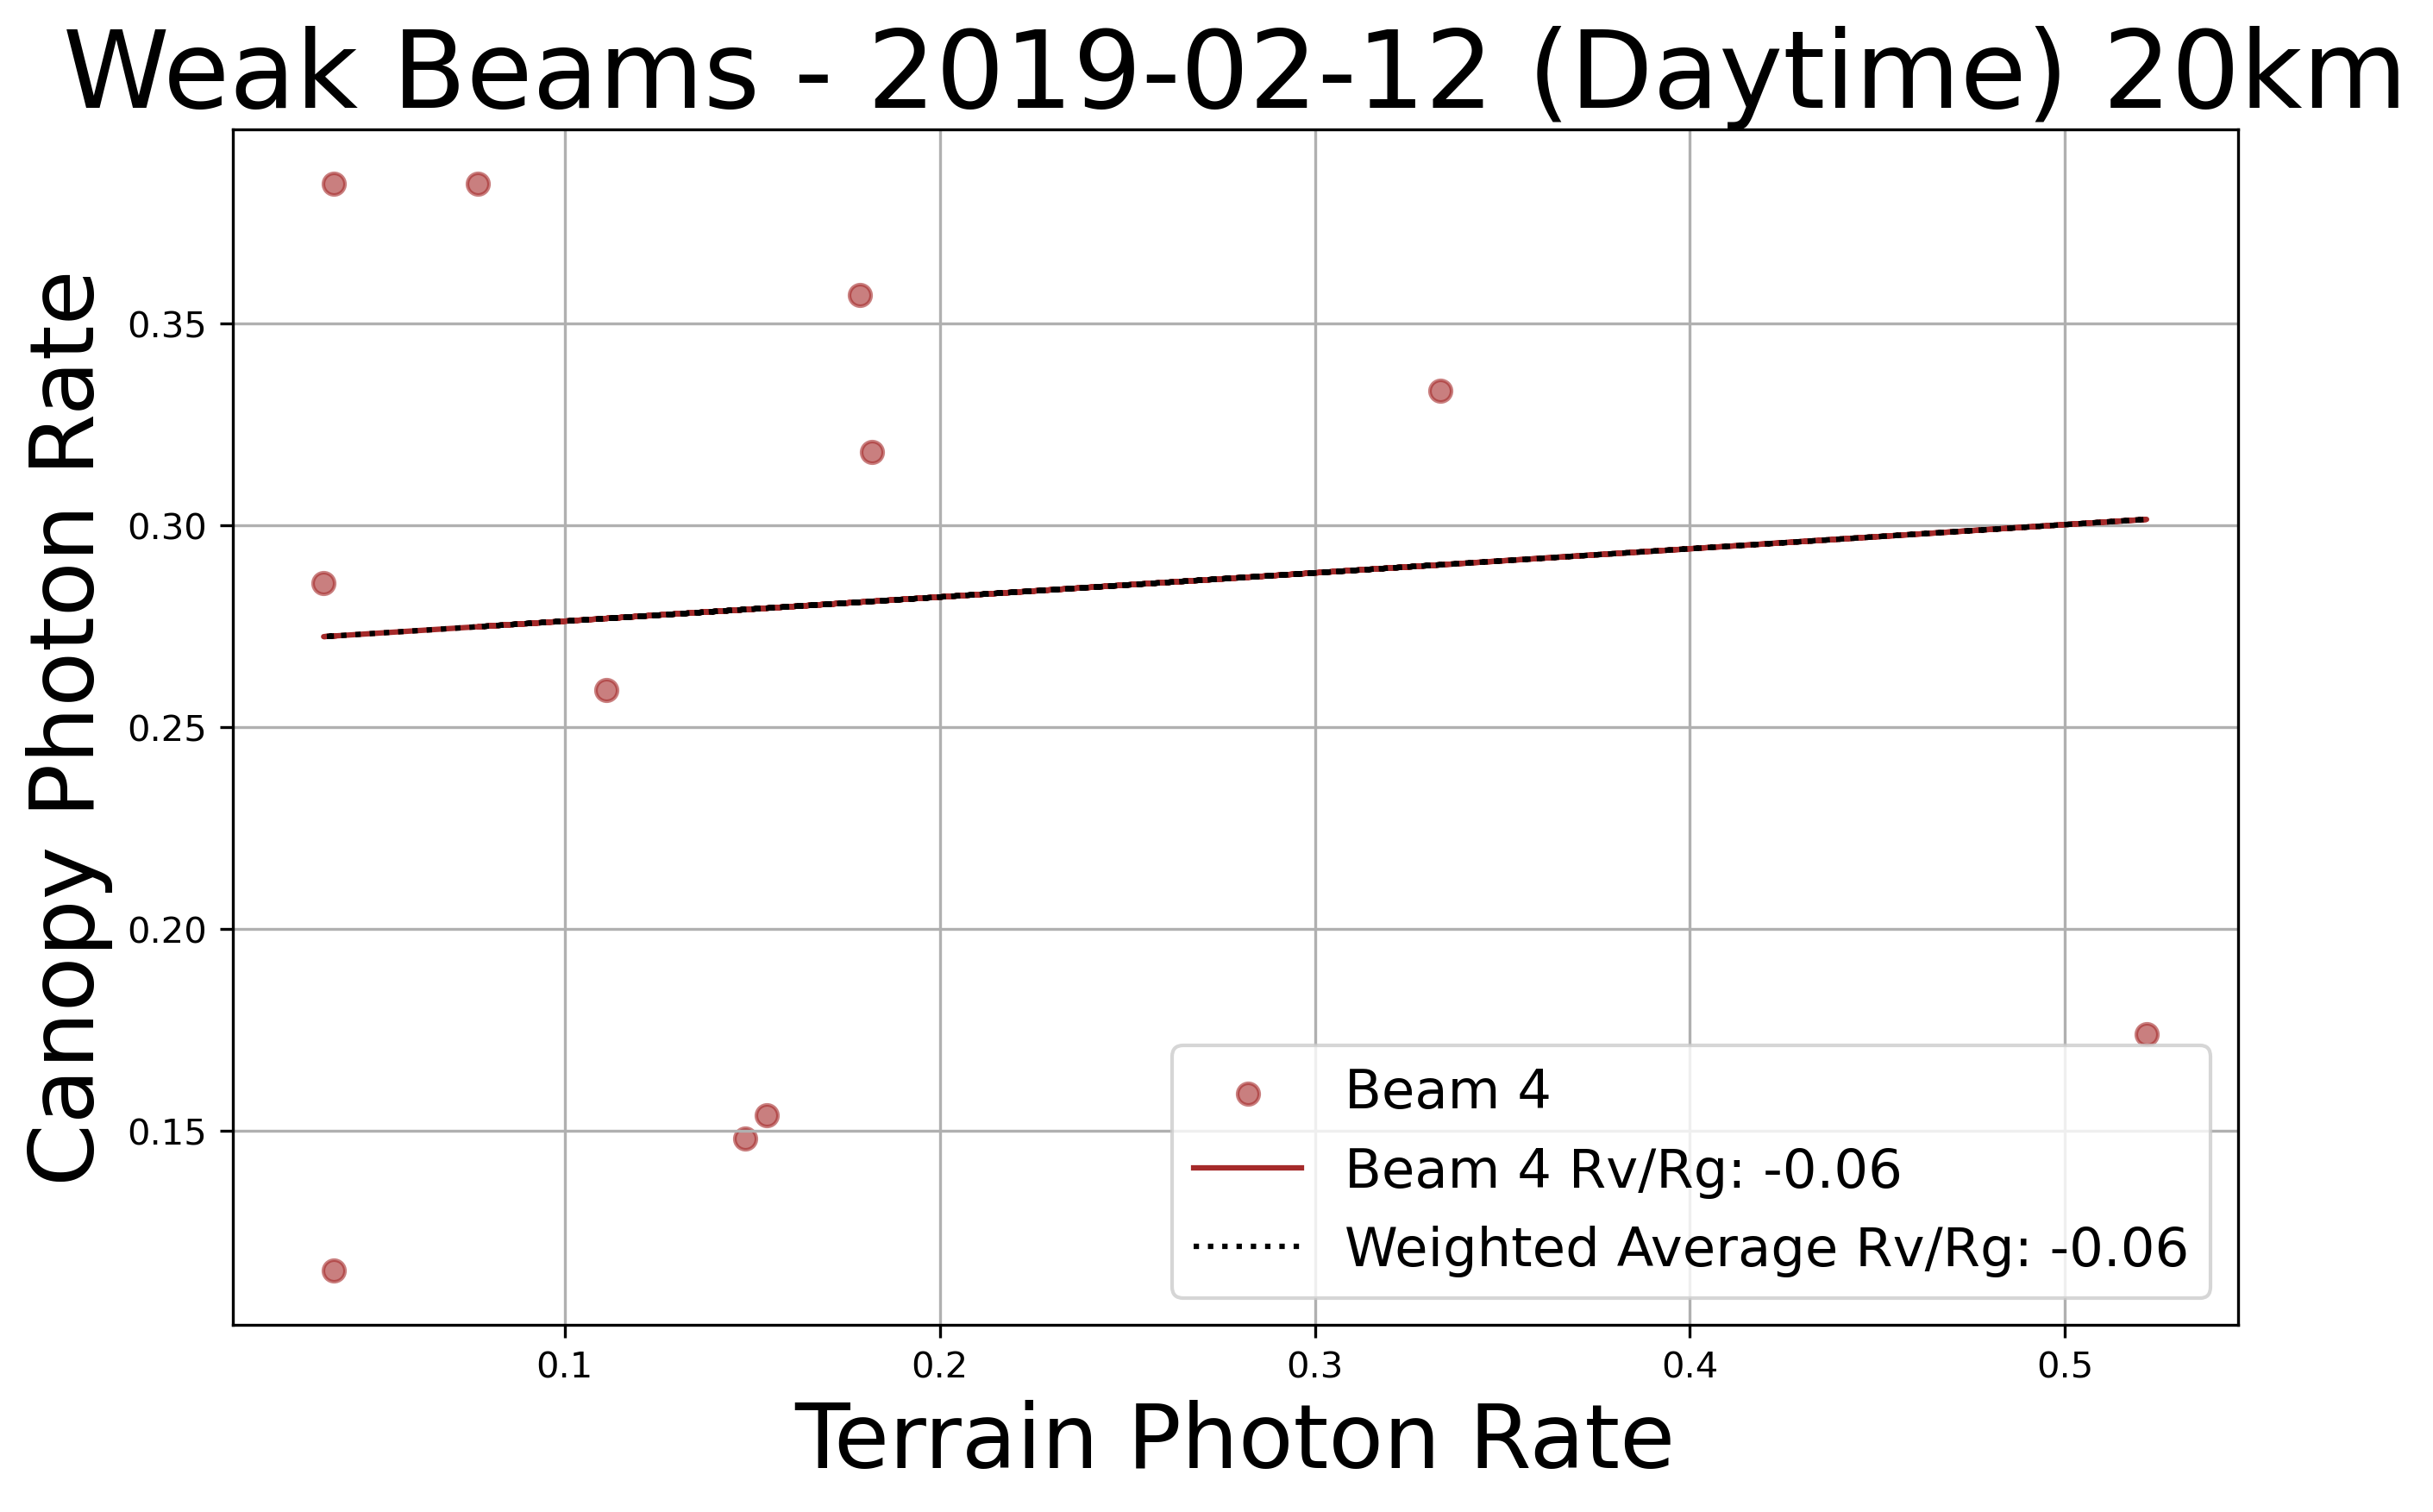 Weak Beams - 2019-02-12 (Daytime) 20km
Canopy Photon Rate
0.35
0.30
0.25
0.20
0.15
Beam 4
Beam 4 Rv/Rg: -0.06
Weighted Average Rv/Rg: -0.06
0.1 0.2 0.3 0.4 0.5
Terrain Photon Rate